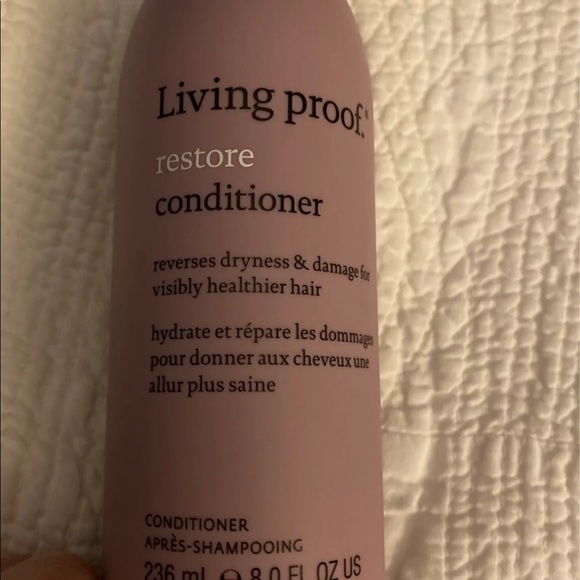 Living proof.®
restore
conditioner
reverses dryness & damage for
visibly healthier hair
hydrate et répare les dommages
pour donner aux cheveux une
allur plus saine
CONDITIONER
APRÈS-SHAMPOOING
236 mL ℮ 8.0 FL OZ US